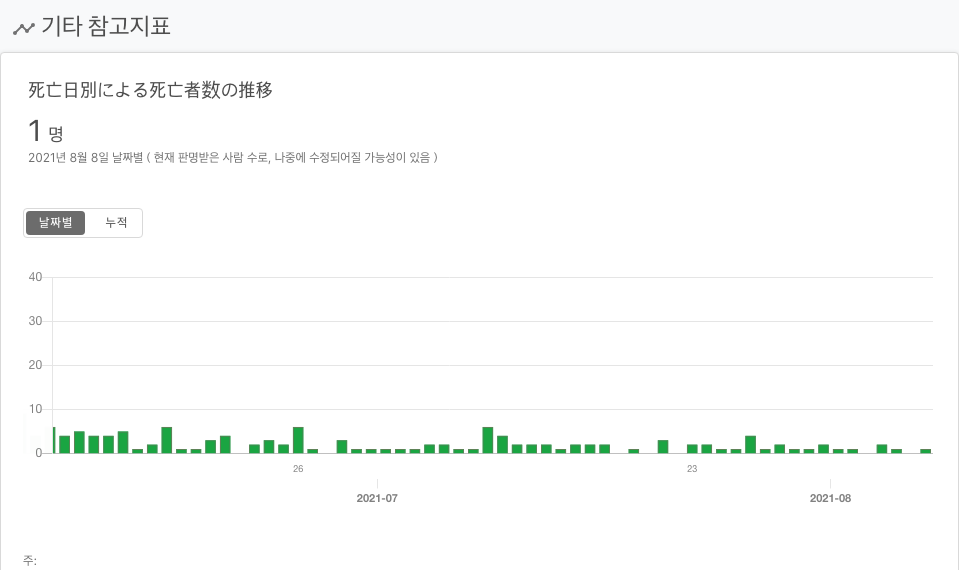 기타 참고지표
死亡日別による死亡者数の推移
1 명
2021년 8월 8일 날짜별 ( 현재 판명받은 사람 수로, 나중에 수정되어질 가능성이 있음 )
날짜별 누적
40
30
20
10
0
26 23
2021-07 2021-08
주: